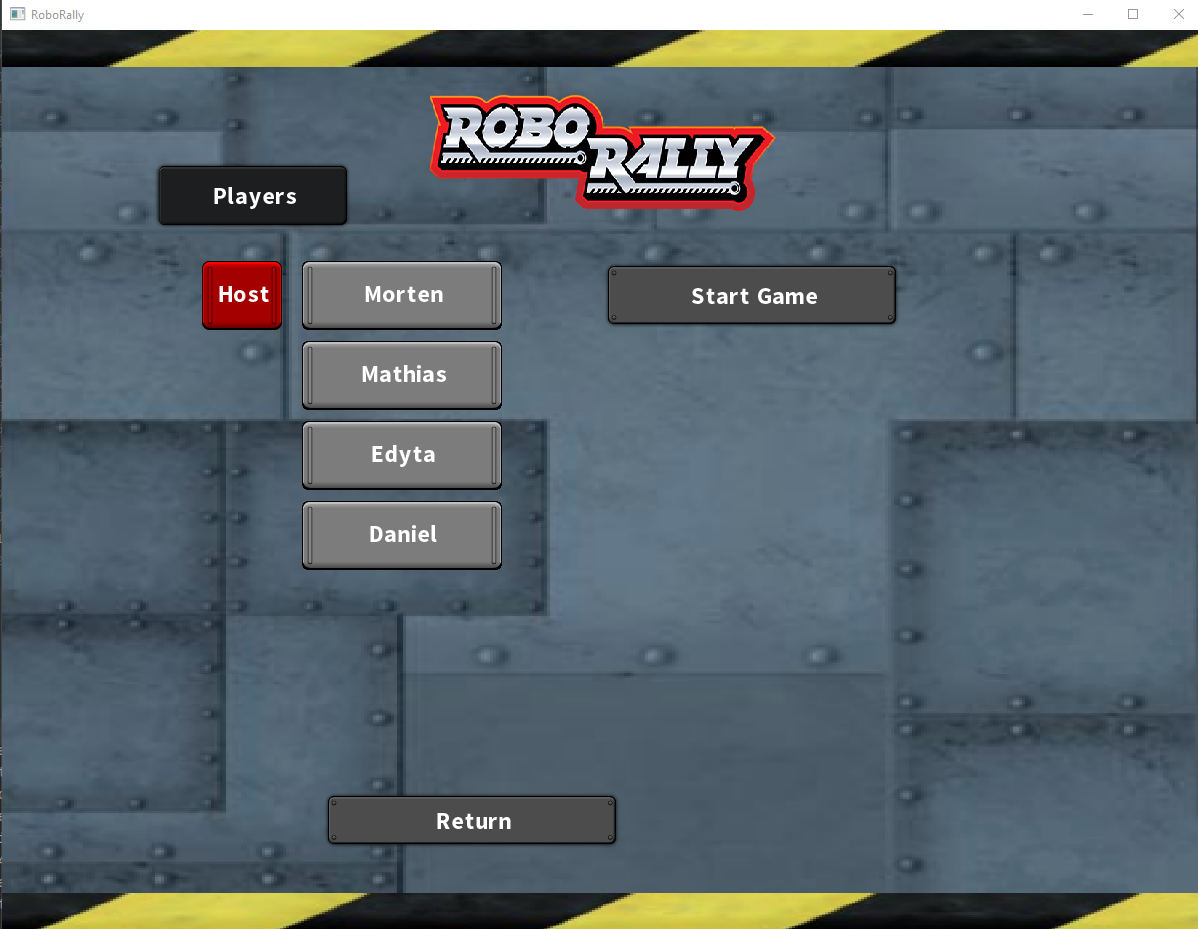 RoboRally
ROBO
RALLY
Players
Host
Morten
Start Game
Mathias
Edyta
Daniel
Return